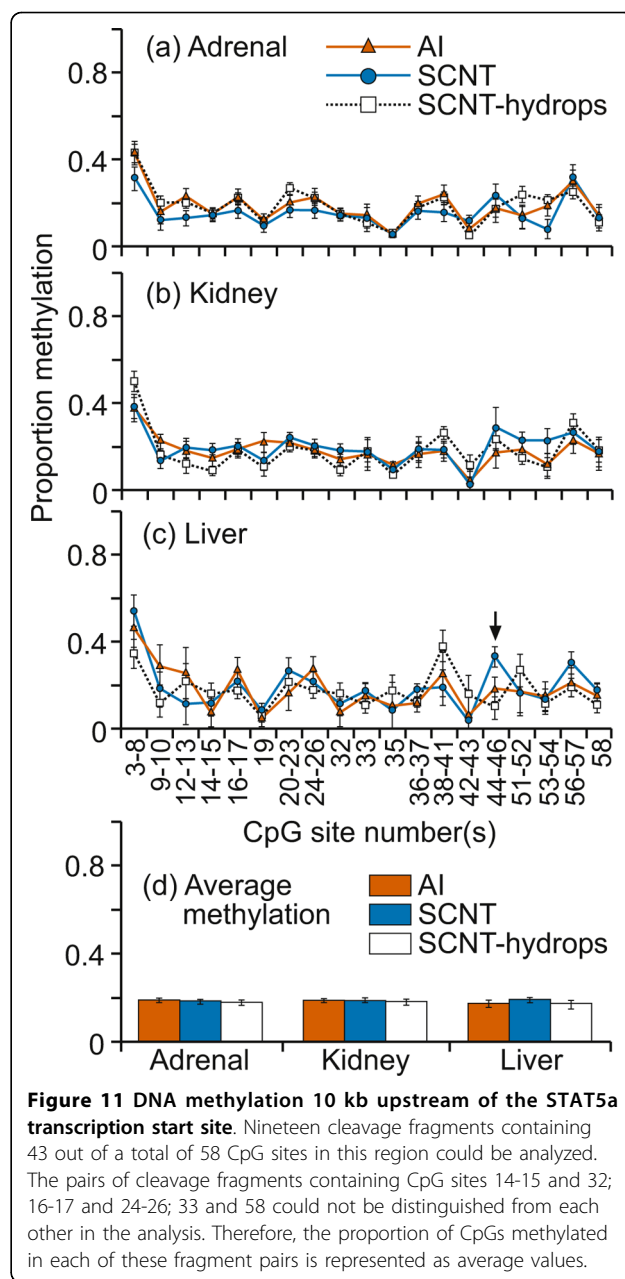 (a) Adrenal
AI
SCNT
SCNT-hydrops
0.8
0.4
0
(b) Kidney
0.8
0.4
0
(c) Liver
0.8
0.4
0
Proportion methylation
3-8
9-10
12-13
14-15
16-17
19
20-23
24-26
32
33
35
36-37
38-41
42-43
44-46
51-52
53-54
56-57
58
CpG site number(s)
(d) Average
methylation
AI
SCNT
SCNT-hydrops
0.8
0.4
0
Adrenal
Kidney
Liver
Figure 11 DNA methylation 10 kb upstream of the STAT5a
transcription start site. Nineteen cleavage fragments containing
43 out of a total of 58 CpG sites in this region could be analyzed.
The pairs of cleavage fragments containing CpG sites 14-15 and 32;
16-17 and 24-26; 33 and 58 could not be distinguished from each
other in the analysis. Therefore, the proportion of CpGs methylated
in each of these fragment pairs is represented as average values.